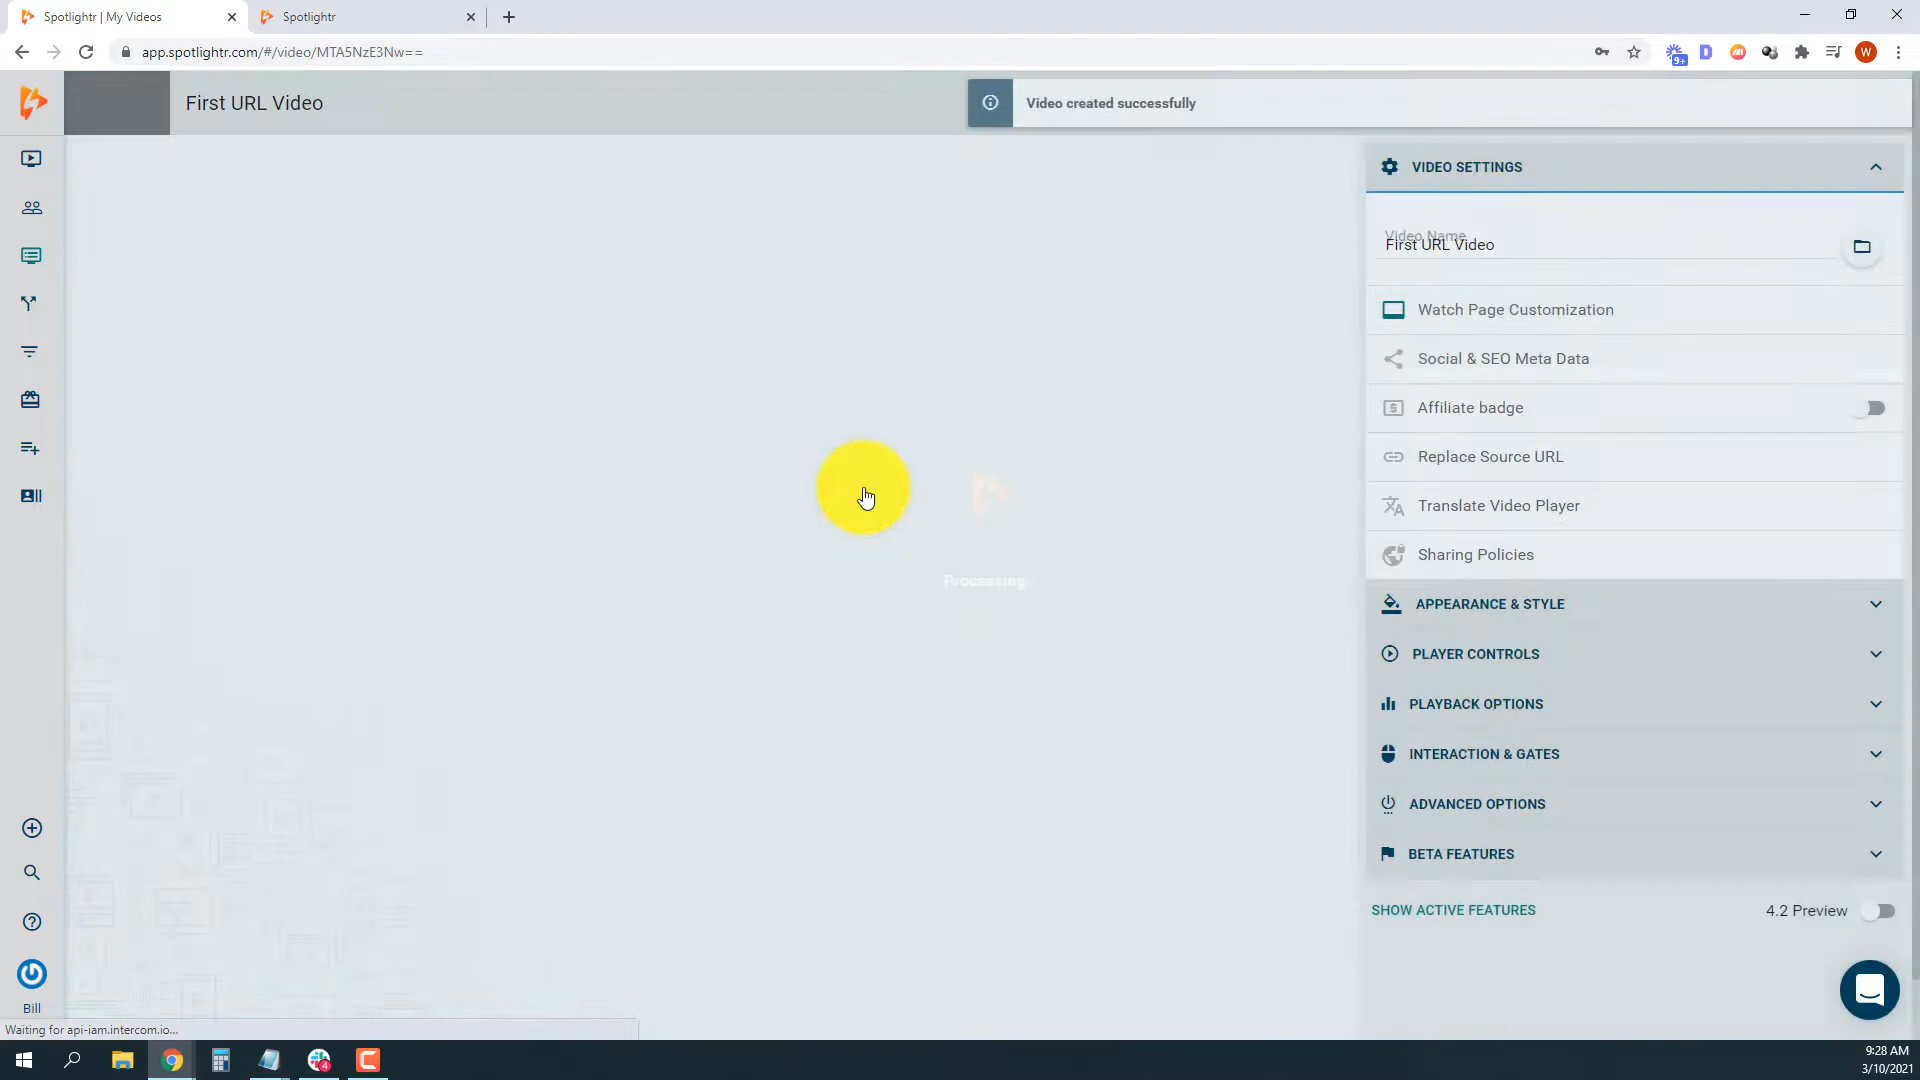 Spotlightr | My Videos
Spotlightr
app.spotlightr.com/#/video/MTA5NzE3Nw==
9+
D
W
First URL Video
Video created successfully
VIDEO SETTINGS
Video Name
First URL Video
Watch Page Customization
Social & SEO Meta Data
Affiliate badge
Replace Source URL
Translate Video Player
Sharing Policies
Processing
APPEARANCE & STYLE
PLAYER CONTROLS
PLAYBACK OPTIONS
INTERACTION & GATES
ADVANCED OPTIONS
BETA FEATURES
SHOW ACTIVE FEATURES
4.2 Preview
Bill
Waiting for api-iam.intercom.io...
4
9:28 AM
3/10/2021